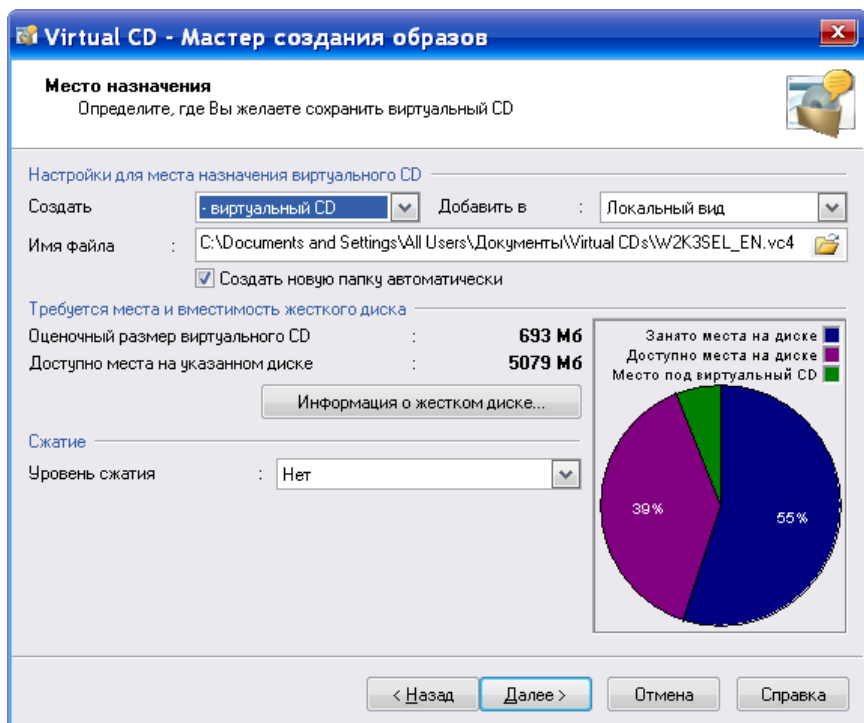 Virtual CD - Мастер создания образов
Место назначения
Определите, где Вы желаете сохранить виртуальный CD
Настройки для места назначения виртуального CD
Создать - виртуальный CD Добавить в : Локальный вид
Имя файла : C:\Documents and Settings\All Users\Документы\Virtual CDs\W2K3SEL_EN.vc4
Создать новую папку автоматически
Требуется места и вместимость жесткого диска
Оценочный размер виртуального CD : 693 Мб
Доступно места на указанном диске : 5079 Мб
Информация о жестком диске...
Занято места на диске
Доступно места на диске
Место под виртуальный CD
39%
55%
Сжатие
Уровень сжатия : Нет
< Назад Далее > Отмена Справка